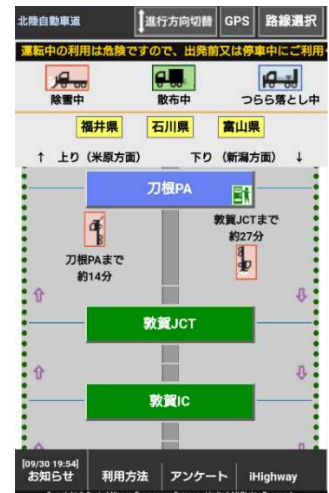 北陸自動車道 進行方向切替 GPS 路線選択
運転中の利用は危険ですので、出発前又は停車中にご利用
除雪中 散布中 つらら落とし中
福井県 石川県 富山県
↑ 上り（米原方面） 下り（新潟方面） ↓
刀根PA
敦賀JCTまで
約27分
刀根PAまで
約14分
敦賀JCT
敦賀IC
[09/30 19:54]
お知らせ 利用方法 アンケート iHighway